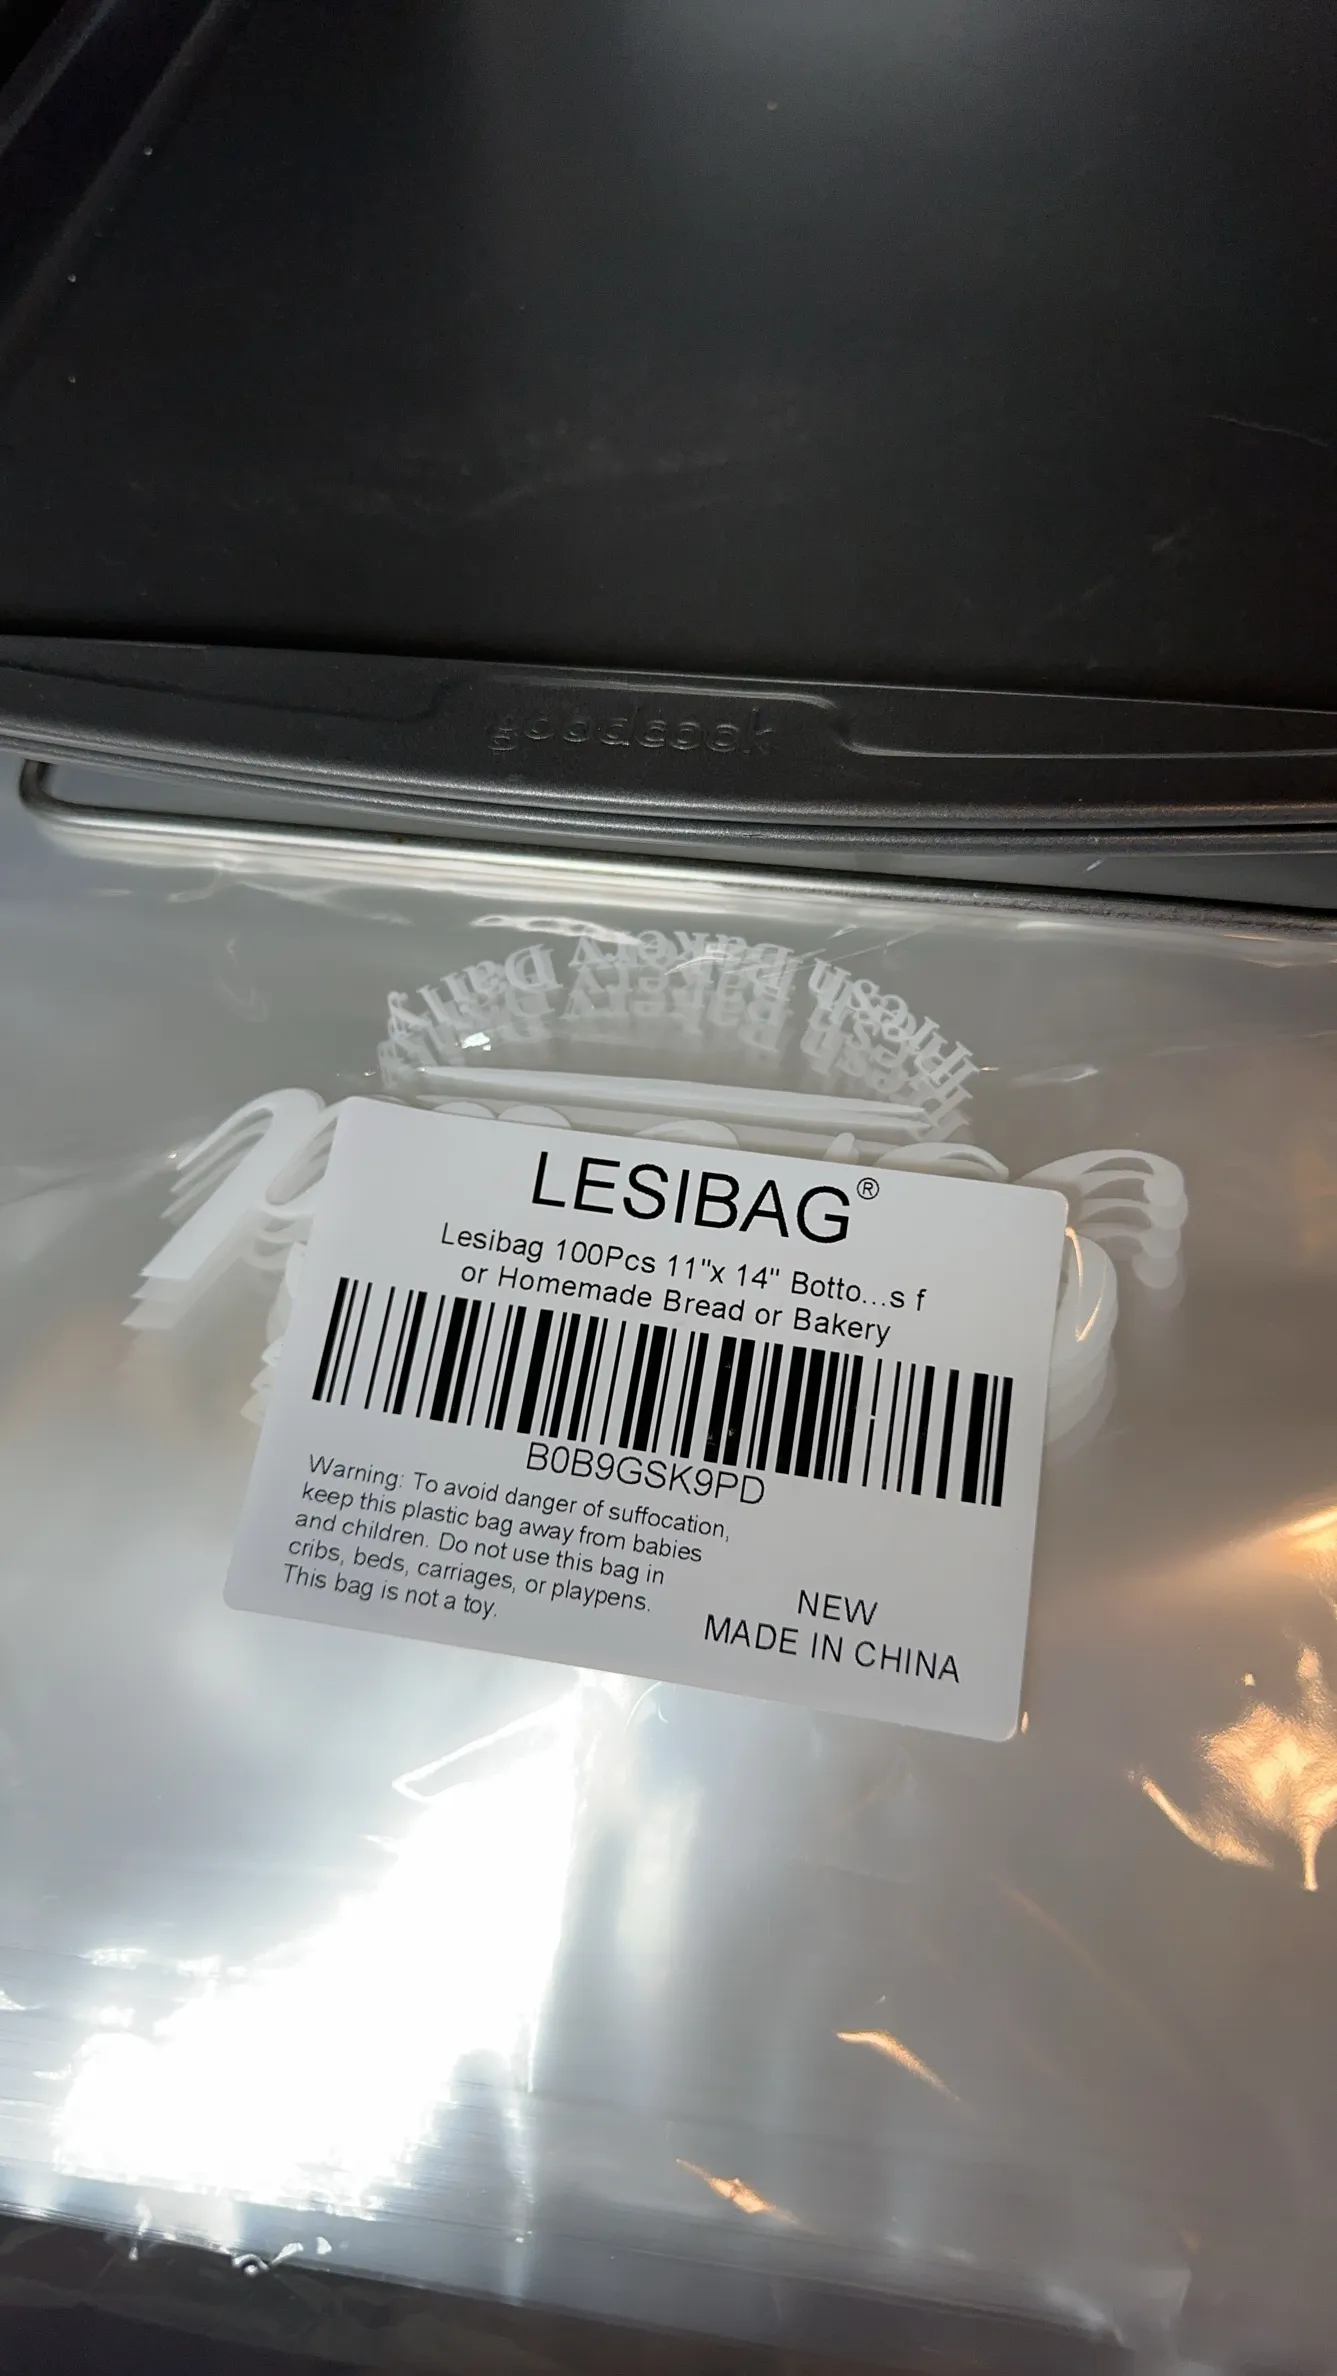 goodcook
Fresh Bakery Daily
LESIBAG®
Lesibag 100Pcs 11"x 14" Botto...s f
or Homemade Bread or Bakery
B0B9GSK9PD
Warning: To avoid danger of suffocation,
keep this plastic bag away from babies
and children. Do not use this bag in
cribs, beds, carriages, or playpens.
This bag is not a toy.
NEW
MADE IN CHINA